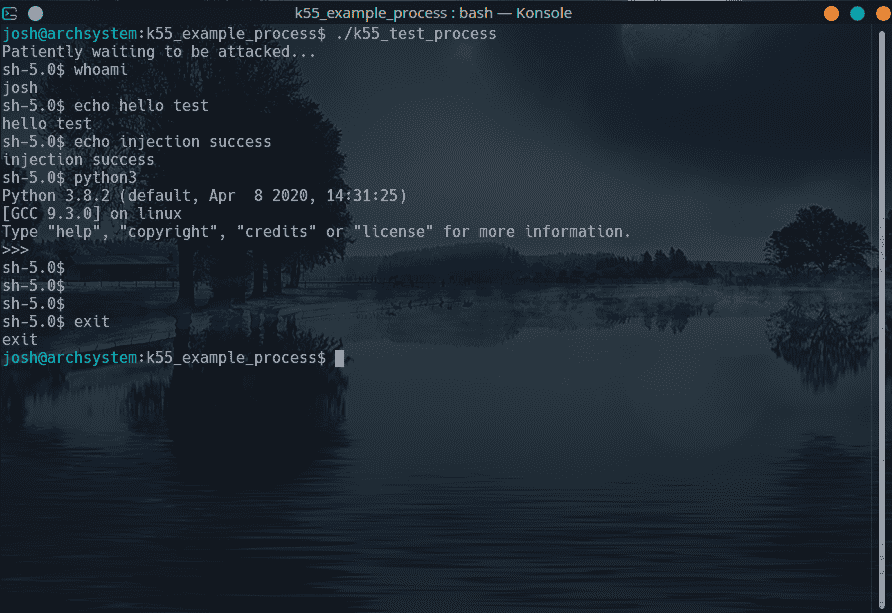 k55_example_process : bash — Konsole
josh@archsystem:k55_example_process$ ./k55_test_process
Patiently waiting to be attacked...
sh-5.0$ whoami
josh
sh-5.0$ echo hello test
hello test
sh-5.0$ echo injection success
injection success
sh-5.0$ python3
Python 3.8.2 (default, Apr  8 2020, 14:31:25)
[GCC 9.3.0] on linux
Type "help", "copyright", "credits" or "license" for more information.
>>>
sh-5.0$
sh-5.0$
sh-5.0$
sh-5.0$ exit
exit
josh@archsystem:k55_example_process$